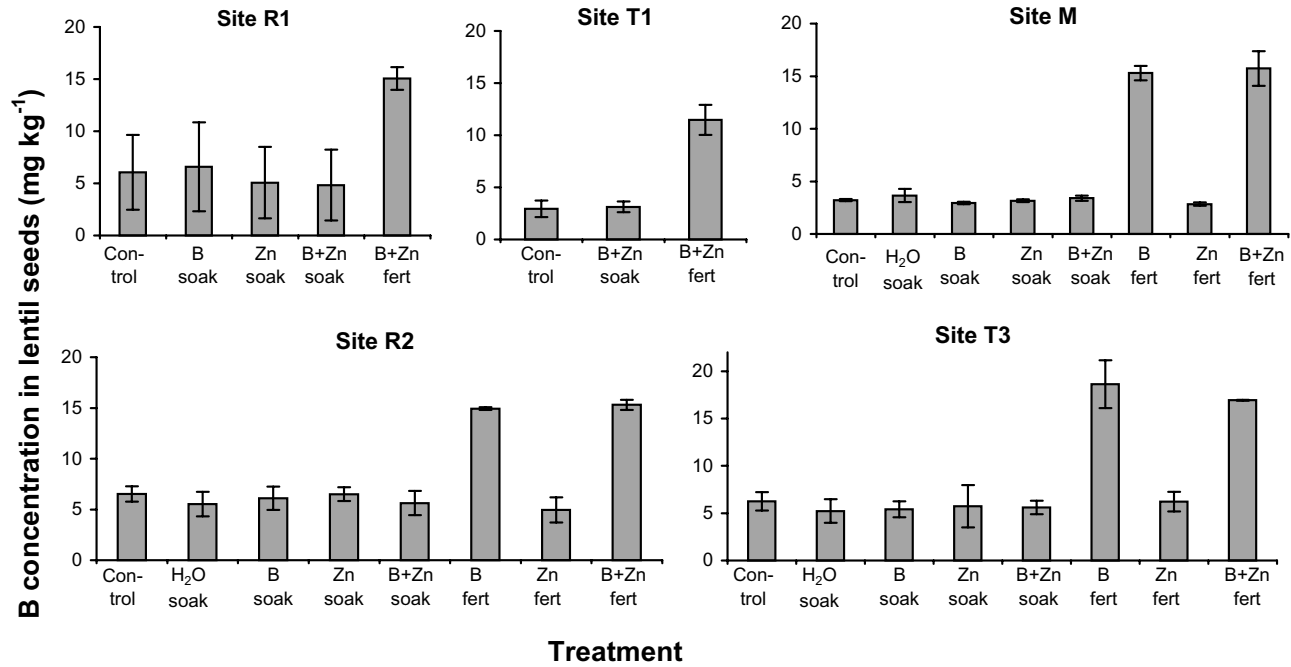 B concentration in lentil seeds (mg kg⁻¹)
Site R1
20
15
10
5
0
Con- B Zn B+Zn B+Zn
trol soak soak soak fert
Site T1
20
15
10
5
0
Con- B+Zn B+Zn
trol soak fert
Site M
20
15
10
5
0
Con- H₂O B Zn B+Zn B Zn B+Zn
trol soak soak soak soak fert fert fert
Site R2
20
15
10
5
0
Con- H₂O B Zn B+Zn B Zn B+Zn
trol soak soak soak soak fert fert fert
Site T3
20
15
10
5
0
Con- H₂O B Zn B+Zn B Zn B+Zn
trol soak soak soak soak fert fert fert
Treatment